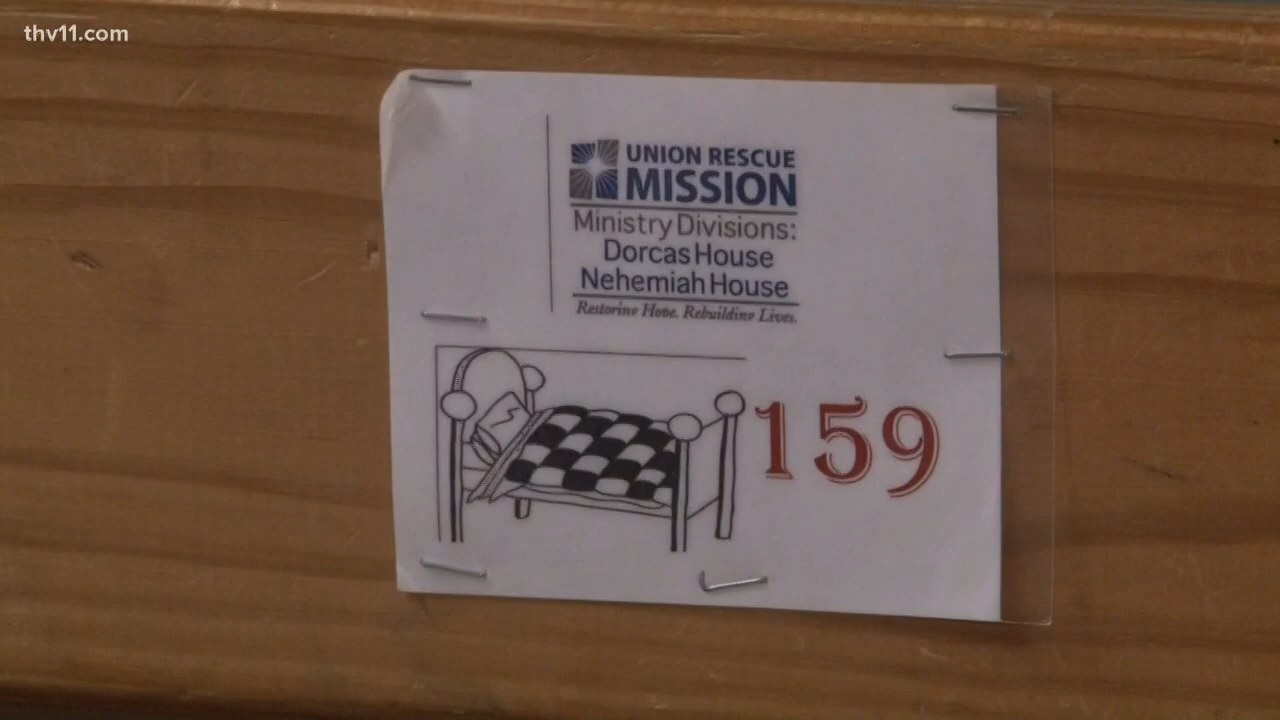 thv11.com
UNION RESCUE
MISSION
Ministry Divisions:
Dorcas House
Nehemiah House
Restoring Hope. Rebuilding Lives.
159